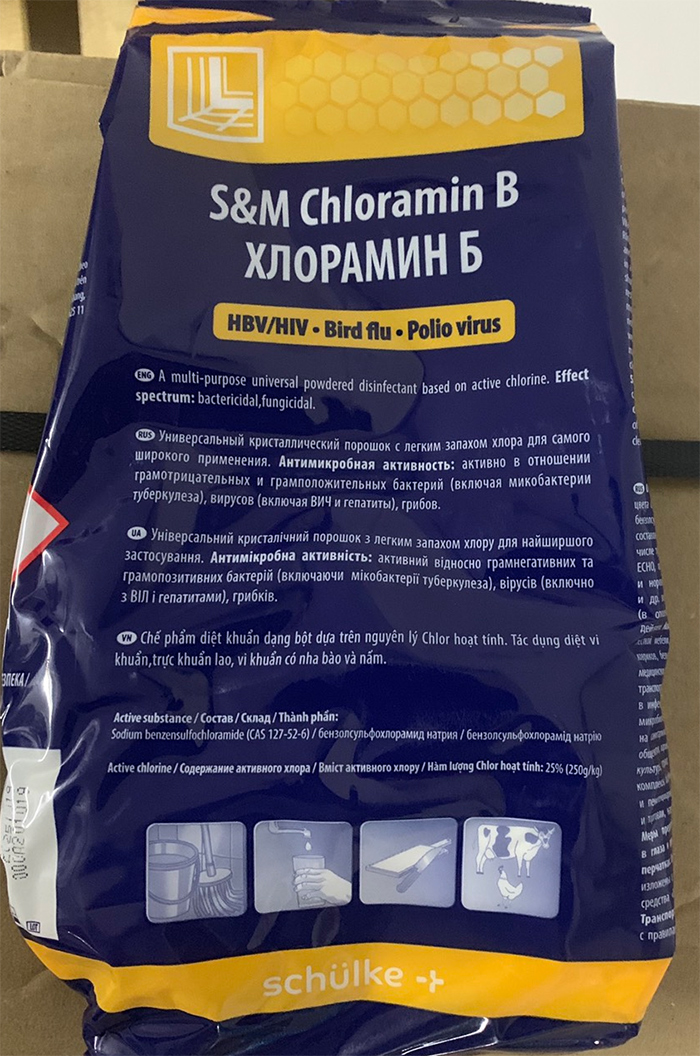 S&M Chloramin B
ХЛОРАМИН Б
HBV/HIV • Bird flu • Polio virus
ENG A multi-purpose universal powdered disinfectant based on active chlorine. Effect
spectrum: bactericidal,fungicidal.
RUS Универсальный кристаллический порошок с легким запахом хлора для самого
широкого применения. Антимикробная активность: активно в отношении
грамотрицательных и грамположительных бактерий (включая микобактерии
туберкулеза), вирусов (включая ВИЧ и гепатиты), грибов.
UA Універсальний кристалічний порошок з легким запахом хлору для найширшого
застосування. Антимікробна активність: активний відносно грамнегативних та
грампозитивних бактерій (включаючи мікобактерії туберкулеза), вірусів (включно
з ВІЛ і гепатитами), грибків.
VN Chế phẩm diệt khuẩn dạng bột dựa trên nguyên lý Chlor hoạt tính. Tác dụng diệt vi
khuẩn,trực khuẩn lao, vi khuẩn có nha bào và nấm.
Active substance / Состав / Склад / Thành phần:
Sodium benzensulfochloramide (CAS 127-52-6) / бензолсульфохлорамид натрия / бензолсульфохлорамід натрію
Active chlorine / Содержание активного хлора / Вміст активного хлору / Hàm lượng Chlor hoạt tính: 25% (250g/kg)
schülke -+